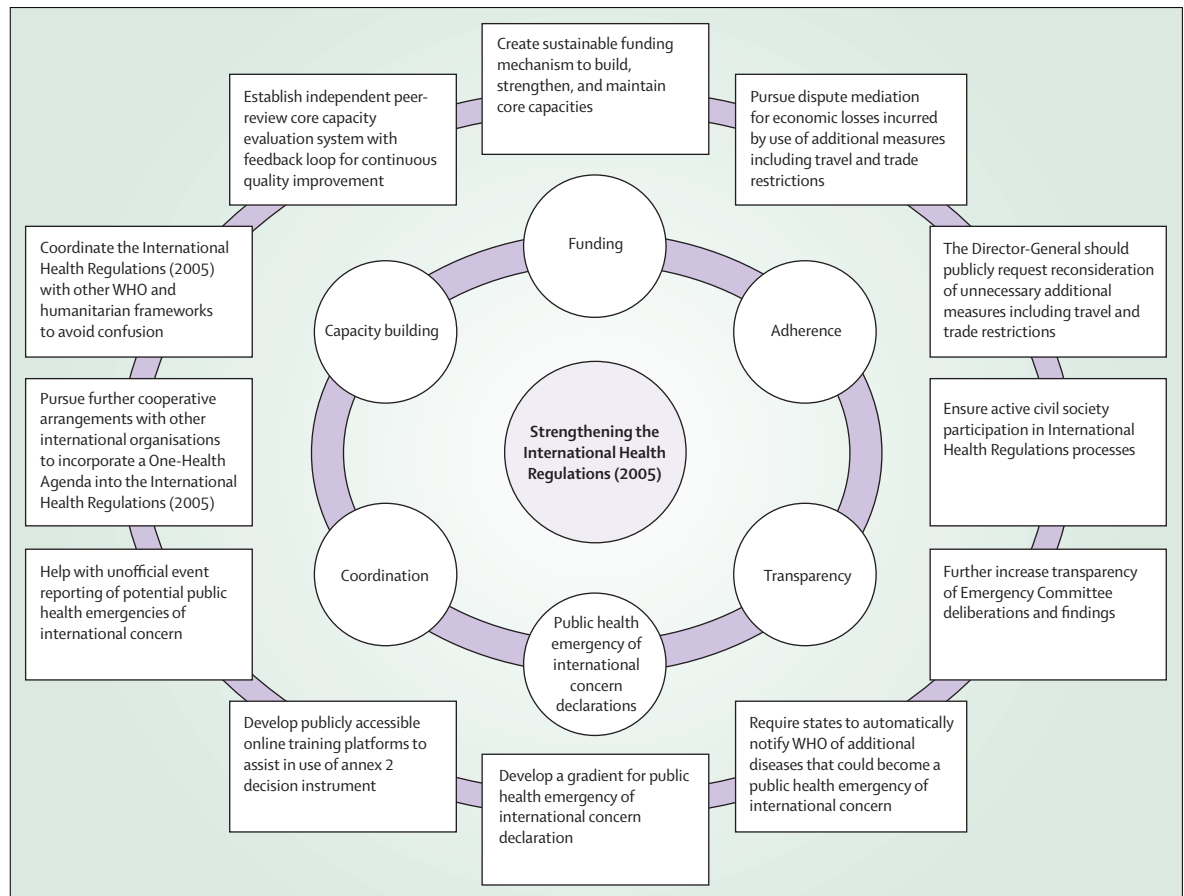 Create sustainable funding
mechanism to build,
strengthen, and maintain
core capacities
Establish independent peer-
review core capacity
evaluation system with
feedback loop for continuous
quality improvement
Pursue dispute mediation
for economic losses incurred
by use of additional measures
including travel and trade
restrictions
Coordinate the International
Health Regulations (2005)
with other WHO and
humanitarian frameworks
to avoid confusion
Funding
The Director-General should
publicly request reconsideration
of unnecessary additional
measures including travel and
trade restrictions
Capacity building
Adherence
Pursue further cooperative
arrangements with other
international organisations
to incorporate a One-Health
Agenda into the International
Health Regulations (2005)
Strengthening the
International Health
Regulations (2005)
Ensure active civil society
participation in International
Health Regulations processes
Help with unofficial event
reporting of potential public
health emergencies of
international concern
Coordination
Transparency
Further increase transparency
of Emergency Committee
deliberations and findings
Public health
emergency of
international
concern
declarations
Develop publicly accessible
online training platforms to
assist in use of annex 2
decision instrument
Develop a gradient for public
health emergency of
international concern
declaration
Require states to automatically
notify WHO of additional
diseases that could become a
public health emergency of
international concern